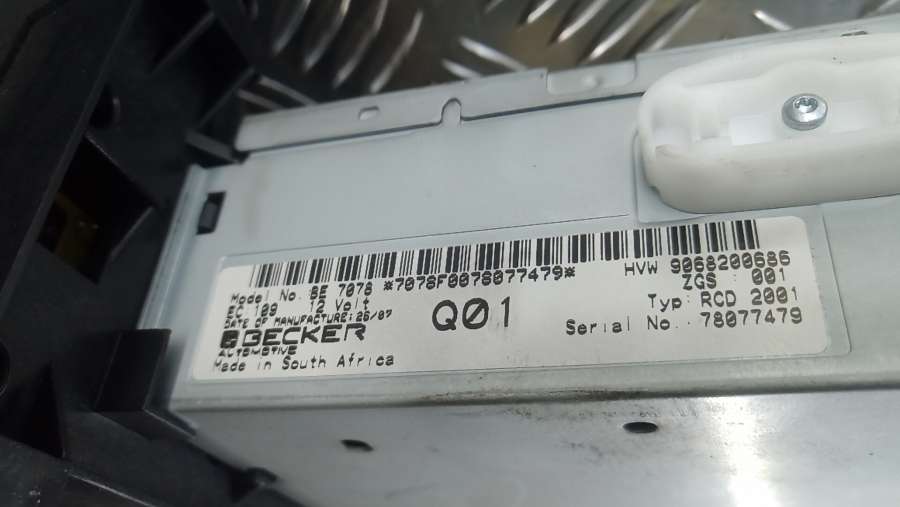 *7078F0078077479*
Model No. BE 7078
EC 109 12 Volt
DATE OF MANUFACTURE: 26/07
BECKER
AUTOMOTIVE
Made in South Africa
Q01
HVW 9068200686
ZGS : 001
Typ: RCD 2001
Serial No. 78077479